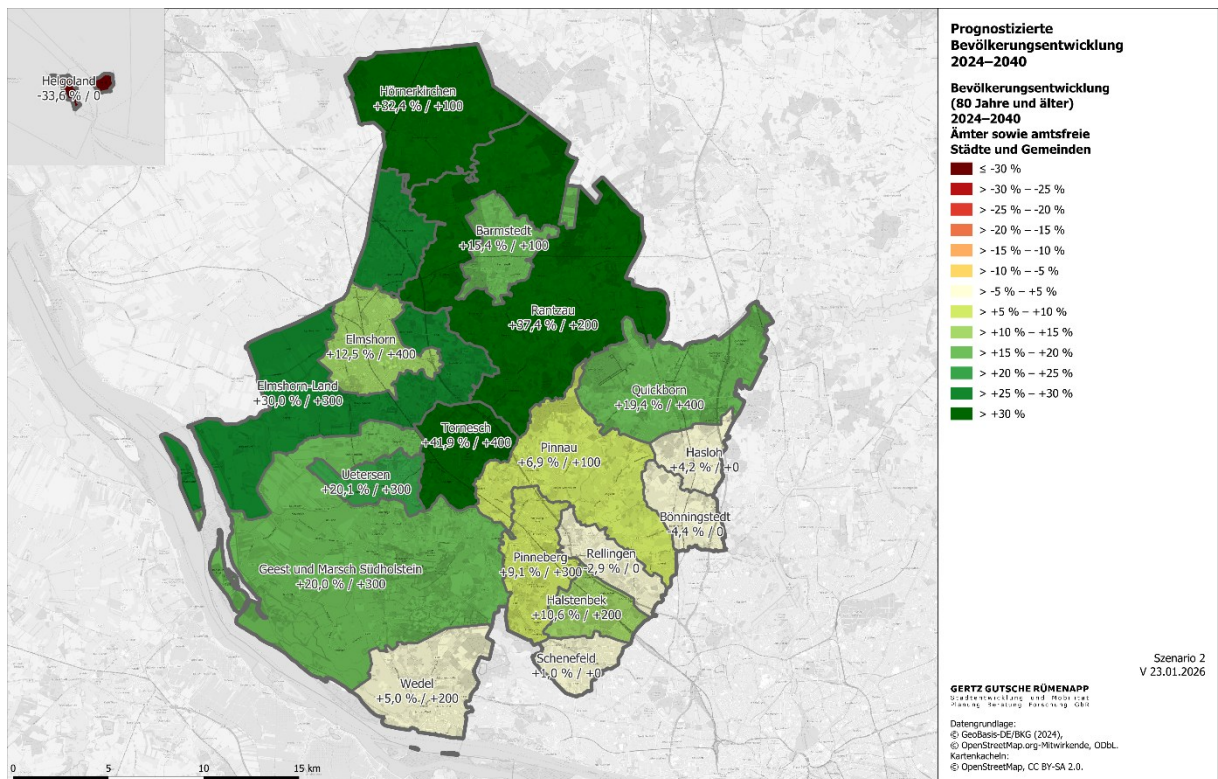 Helgoland
-33,6 % / 0
Hörnerkirchen
+32,4 % / +100
Barmstedt
+15,4 % / +100
Rantzau
+37,4 % / +200
Elmshorn
+12,5 % / +400
Elmshorn-Land
+30,0 % / +300
Quickborn
+19,4 % / +400
Tornesch
+41,9 % / +400
Pinnau
+6,9 % / +100
Hasloh
+4,2 % / +0
Uetersen
+20,1 % / +300
Bönningstedt
-4,4 % / 0
Rellingen
-2,9 % / 0
Pinneberg
+9,1 % / +300
Geest und Marsch Südholstein
+20,0 % / +300
Halstenbek
+10,6 % / +200
Schenefeld
+1,0 % / +0
Wedel
+5,0 % / +200
0 5 10 15 km
Prognostizierte
Bevölkerungsentwicklung
2024–2040
Bevölkerungsentwicklung
(80 Jahre und älter)
2024–2040
Ämter sowie amtsfreie
Städte und Gemeinden
≤ -30 %
> -30 % – -25 %
> -25 % – -20 %
> -20 % – -15 %
> -15 % – -10 %
> -10 % – -5 %
> -5 % – +5 %
> +5 % – +10 %
> +10 % – +15 %
> +15 % – +20 %
> +20 % – +25 %
> +25 % – +30 %
> +30 %
Szenario 2
V 23.01.2026
GERTZ GUTSCHE RÜMENAPP
Stadtentwicklung und Mobilität
Planung Beratung Forschung GbR
Datengrundlage:
© GeoBasis-DE/BKG (2024),
© OpenStreetMap.org-Mitwirkende, ODbL.
Kartenkacheln:
© OpenStreetMap, CC BY-SA 2.0.